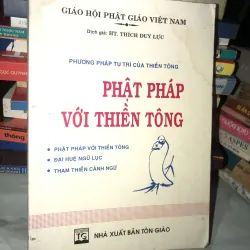 GIÁO HỘI PHẬT GIÁO VIỆT NAM
Dịch giả: HT. THÍCH DUY LỰC
PHƯƠNG PHÁP TU TRÌ CỦA THIỀN TÔNG
PHẬT PHÁP
VỚI THIỀN TÔNG
• PHẬT PHÁP VỚI THIỀN TÔNG
• ĐẠI HUỆ NGỮ LỤC
• THAM THIỀN CẢNH NGỮ
TG
NHÀ XUẤT BẢN TÔN GIÁO